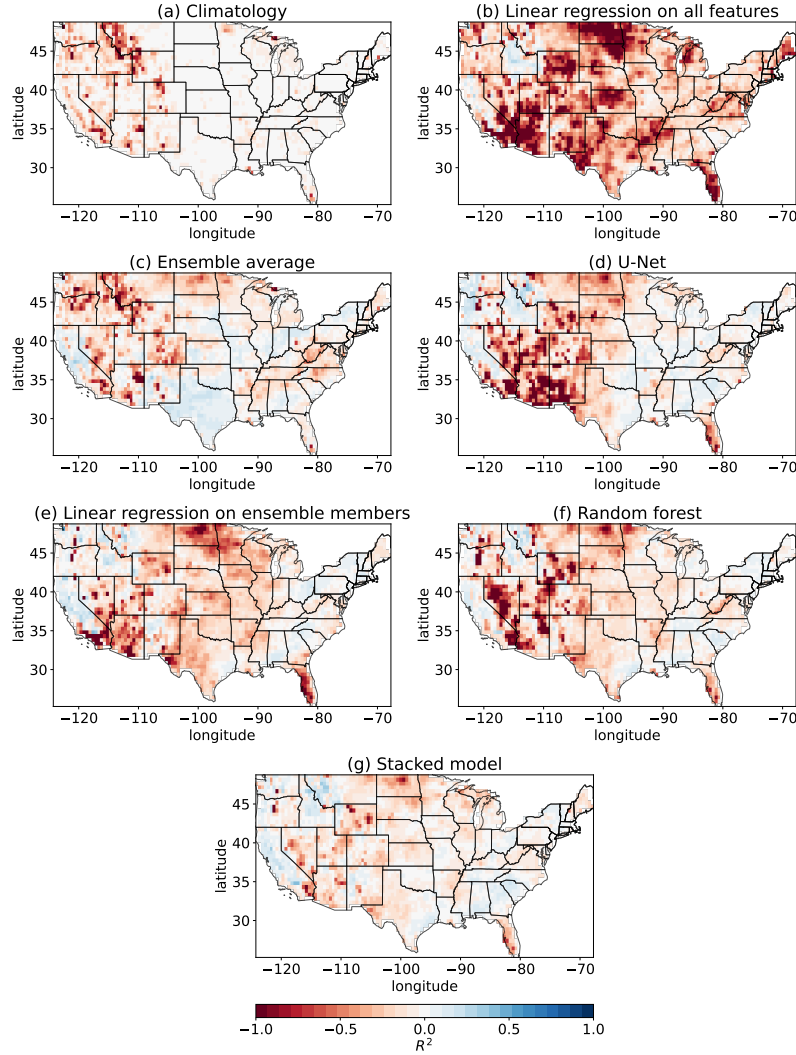 (a) Climatology
(b) Linear regression on all features
latitude
45
40
35
30
−120 −110 −100 −90 −80 −70
longitude
latitude
45
40
35
30
−120 −110 −100 −90 −80 −70
longitude
(c) Ensemble average
(d) U-Net
latitude
45
40
35
30
−120 −110 −100 −90 −80 −70
longitude
latitude
45
40
35
30
−120 −110 −100 −90 −80 −70
longitude
(e) Linear regression on ensemble members
(f) Random forest
latitude
45
40
35
30
−120 −110 −100 −90 −80 −70
longitude
latitude
45
40
35
30
−120 −110 −100 −90 −80 −70
longitude
(g) Stacked model
latitude
45
40
35
30
−120 −110 −100 −90 −80 −70
longitude
−1.0 −0.5 0.0 0.5 1.0
R²